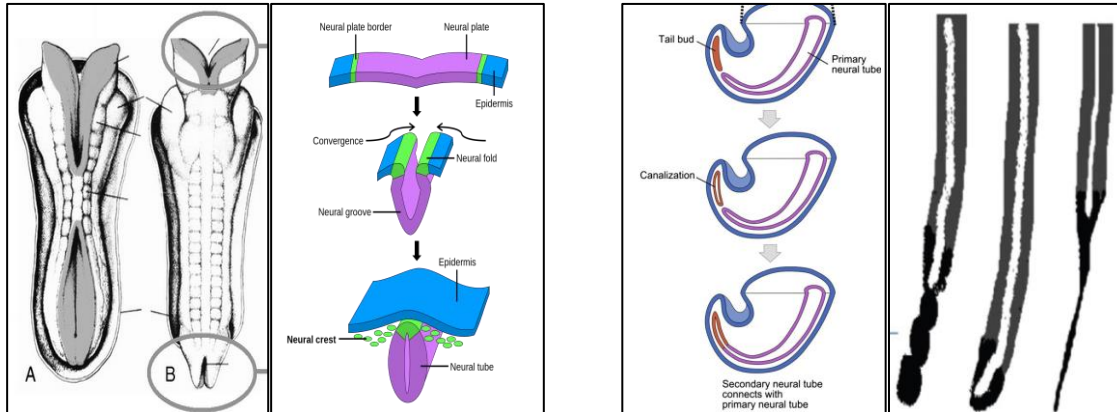 A
B
Neural plate border
Neural plate
Epidermis
Convergence
Neural fold
Neural groove
Epidermis
Neural crest
Neural tube
Tail bud
Primary
neural tube
Canalization
Secondary neural tube
connects with
primary neural tube